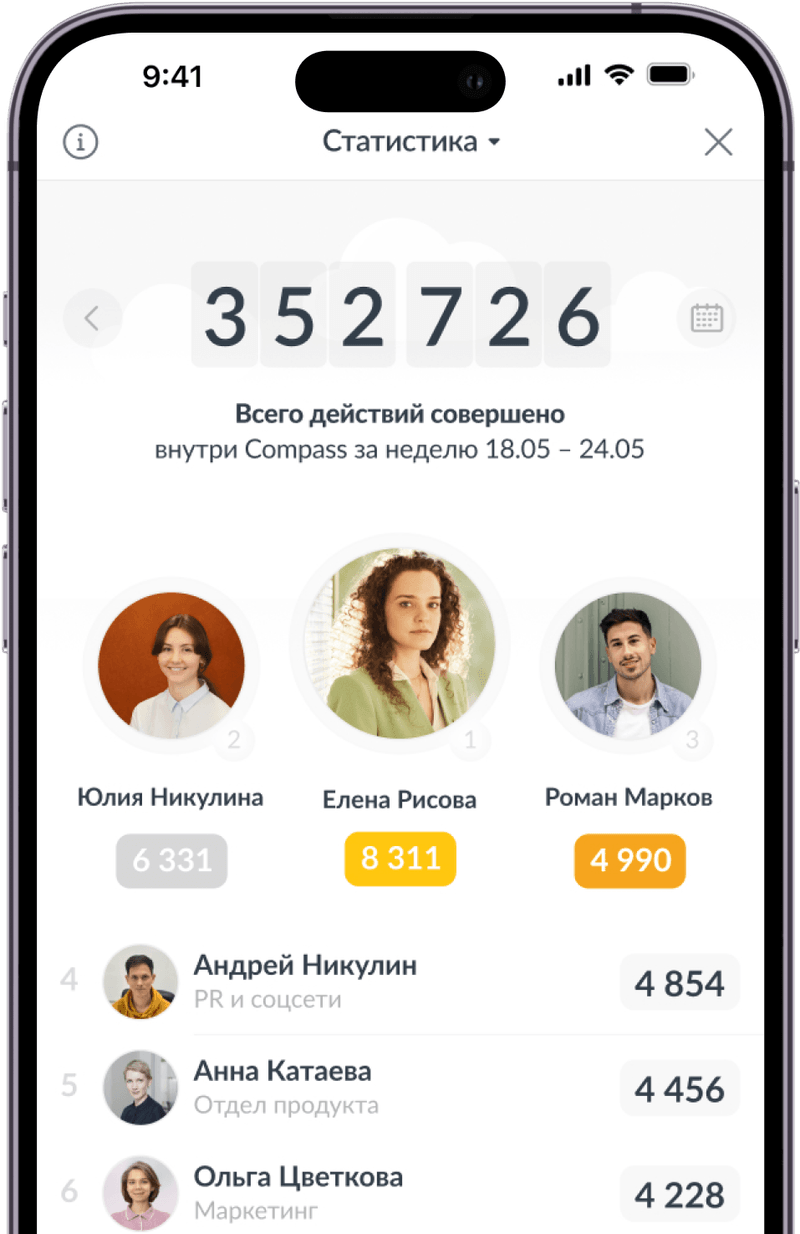 9:41
Статистика
352726
Всего действий совершено
внутри Compass за неделю 18.05 – 24.05
2
1
3
Юлия Никулина
Елена Рисова
Роман Марков
6 331
8 311
4 990
4
Андрей Никулин
PR и соцсети
4 854
5
Анна Катаева
Отдел продукта
4 456
6
Ольга Цветкова
Маркетинг
4 228